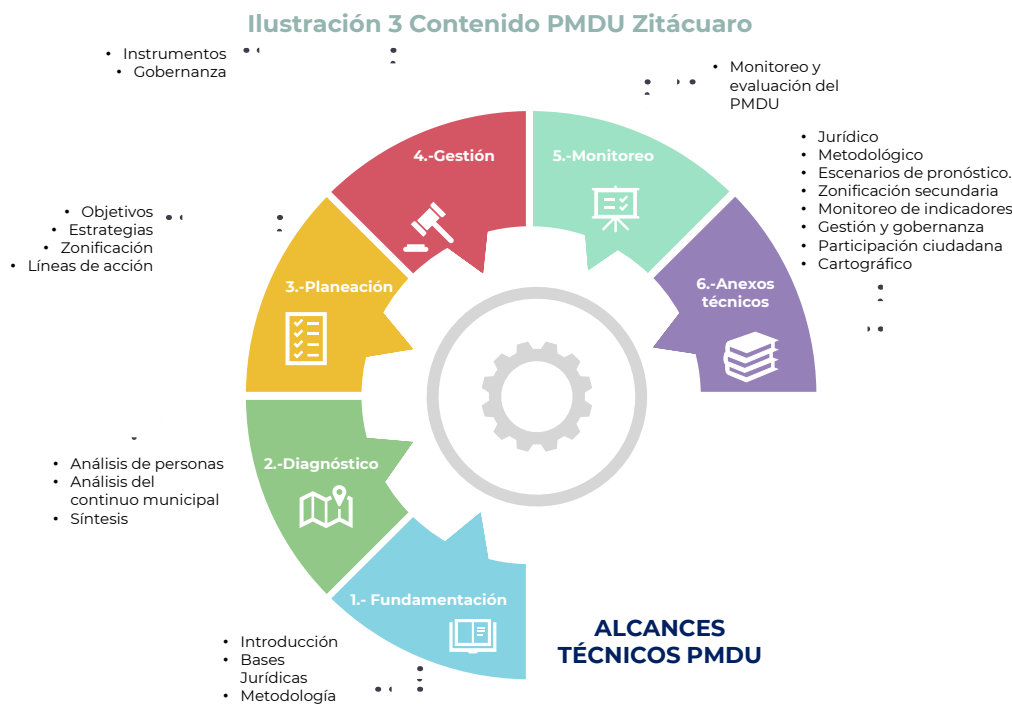 Ilustración 3 Contenido PMDU Zitácuaro
• Instrumentos
• Gobernanza
• Monitoreo y
evaluación del
PMDU
4.-Gestión
5.-Monitoreo
• Jurídico
• Metodológico
• Escenarios de pronóstico.
• Zonificación secundaria
• Monitoreo de indicadores
• Gestión y gobernanza
• Participación ciudadana
• Cartográfico
• Objetivos
• Estrategias
• Zonificación
• Líneas de acción
3.-Planeación
6.-Anexos
técnicos
• Análisis de personas
• Análisis del
continuo municipal
• Síntesis
2.-Diagnóstico
1.- Fundamentación
• Introducción
• Bases
Jurídicas
• Metodología
ALCANCES
TÉCNICOS PMDU